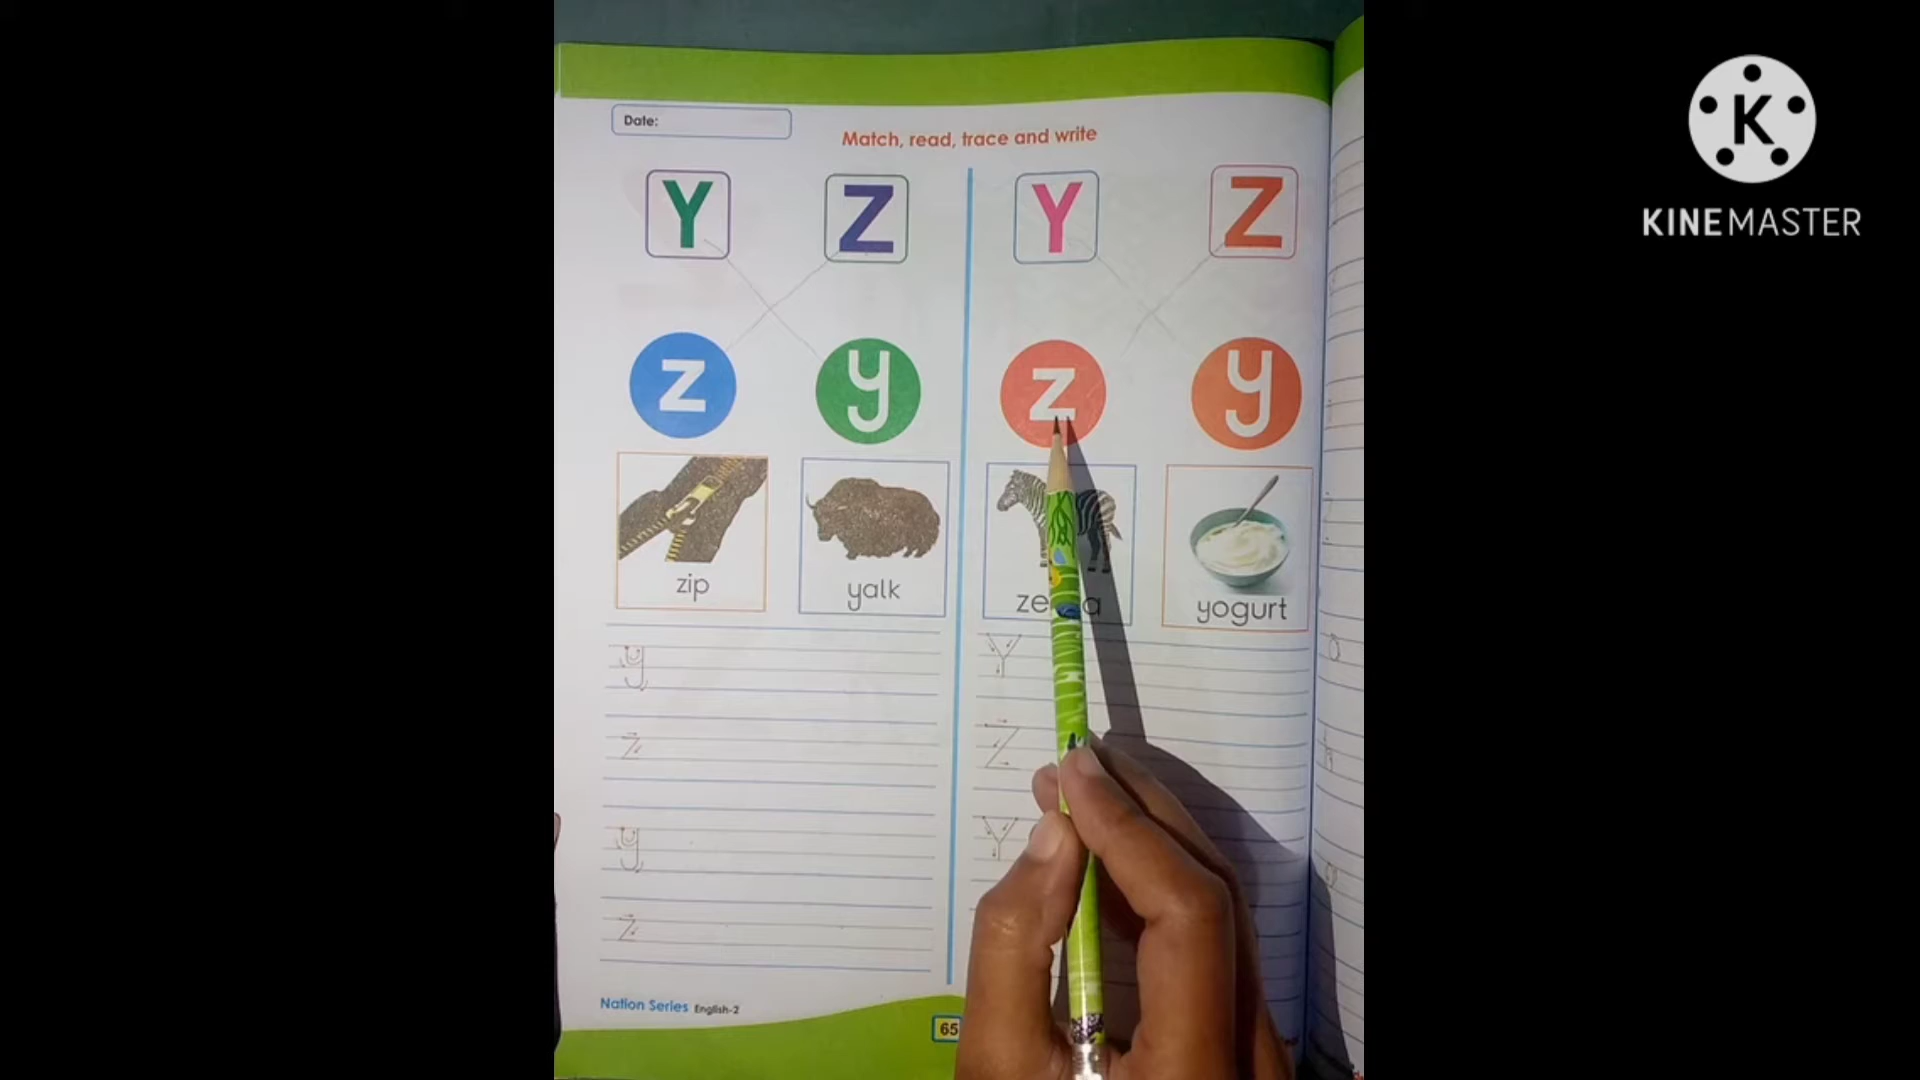 Date:
Match, read, trace and write
Y Z Y Z
z y z y
zip yalk yogurt
y Y
z Z
y Y
z
Nation Series English-2
65
K
KINEMASTER